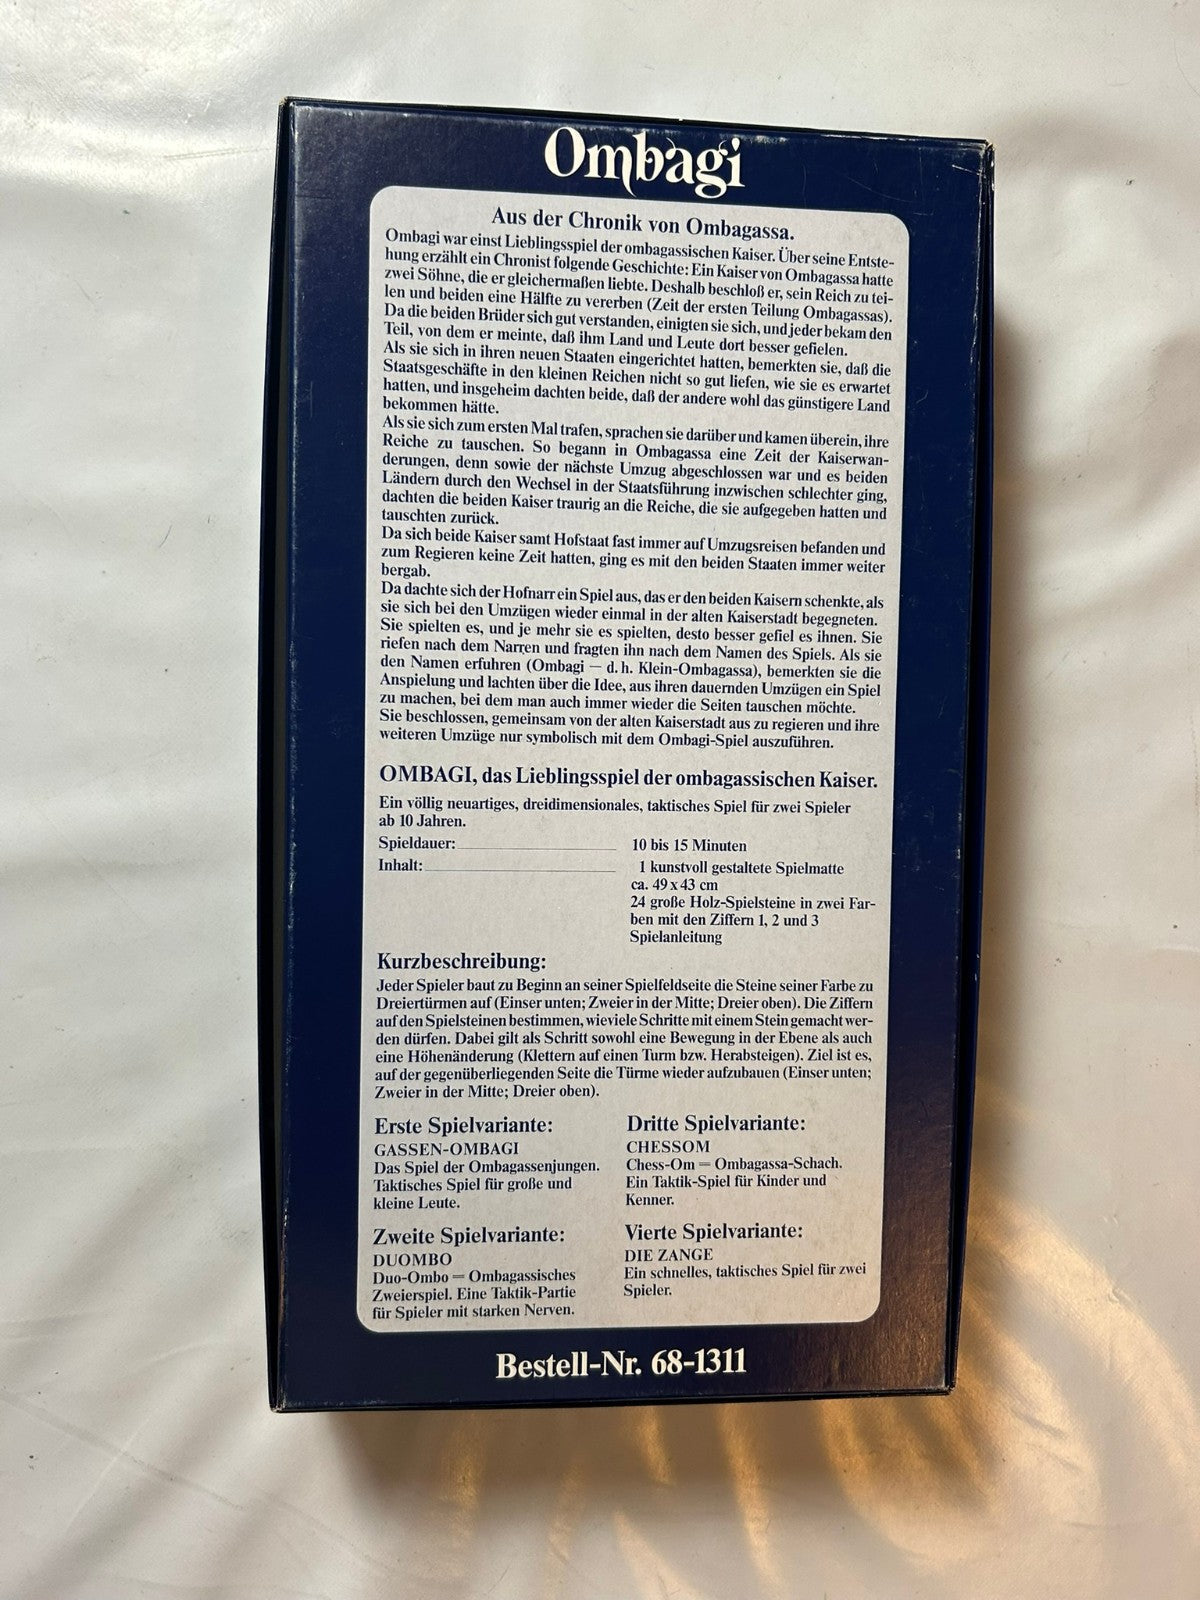 Ombagi
Aus der Chronik von Ombagassa.
Ombagi war einst Lieblingsspiel der ombagassischen Kaiser. Über seine Entste-
hung erzählt ein Chronist folgende Geschichte: Ein Kaiser von Ombagassa hatte
zwei Söhne, die er gleichermaßen liebte. Deshalb beschloß er, sein Reich zu tei-
len und beiden eine Hälfte zu vererben (Zeit der ersten Teilung Ombagassas).
Da die beiden Brüder sich gut verstanden, einigten sie sich, und jeder bekam den
Teil, von dem er meinte, daß ihm Land und Leute dort besser gefielen.
Als sie sich in ihren neuen Staaten eingerichtet hatten, bemerkten sie, daß die
Staatsgeschäfte in den kleinen Reichen nicht so gut liefen, wie sie es erwartet
hatten, und insgeheim dachten beide, daß der andere wohl das günstigere Land
bekommen hätte.
Als sie sich zum ersten Mal trafen, sprachen sie darüber und kamen überein, ihre
Reiche zu tauschen. So begann in Ombagassa eine Zeit der Kaiserwan-
derungen, denn sowie der nächste Umzug abgeschlossen war und es beiden
Ländern durch den Wechsel in der Staatsführung inzwischen schlechter ging,
dachten die beiden Kaiser traurig an die Reiche, die sie aufgegeben hatten und
tauschten zurück.
Da sich beide Kaiser samt Hofstaat fast immer auf Umzugsreisen befanden und
zum Regieren keine Zeit hatten, ging es mit den beiden Staaten immer weiter
bergab.
Da dachte sich der Hofnarr ein Spiel aus, das er den beiden Kaisern schenkte, als
sie sich bei den Umzügen wieder einmal in der alten Kaiserstadt begegneten.
Sie spielten es, und je mehr sie es spielten, desto besser gefiel es ihnen. Sie
riefen nach dem Narren und fragten ihn nach dem Namen des Spiels. Als sie
den Namen erfuhren (Ombagi — d. h. Klein-Ombagassa), bemerkten sie die
Anspielung und lachten über die Idee, aus ihren dauernden Umzügen ein Spiel
zu machen, bei dem man auch immer wieder die Seiten tauschen möchte.
Sie beschlossen, gemeinsam von der alten Kaiserstadt aus zu regieren und ihre
weiteren Umzüge nur symbolisch mit dem Ombagi-Spiel auszuführen.
OMBAGI, das Lieblingsspiel der ombagassischen Kaiser.
Ein völlig neuartiges, dreidimensionales, taktisches Spiel für zwei Spieler
ab 10 Jahren.
Spieldauer: 10 bis 15 Minuten
Inhalt: 1 kunstvoll gestaltete Spielmatte
ca. 49 x 43 cm
24 große Holz-Spielsteine in zwei Far-
ben mit den Ziffern 1, 2 und 3
Spielanleitung
Kurzbeschreibung:
Jeder Spieler baut zu Beginn an seiner Spielfeldseite die Steine seiner Farbe zu
Dreiertürmen auf (Einser unten; Zweier in der Mitte; Dreier oben). Die Ziffern
auf den Spielsteinen bestimmen, wieviele Schritte mit einem Stein gemacht wer-
den dürfen. Dabei gilt als Schritt sowohl eine Bewegung in der Ebene als auch
eine Höhenänderung (Klettern auf einen Turm bzw. Herabsteigen). Ziel ist es,
auf der gegenüberliegenden Seite die Türme wieder aufzubauen (Einser unten;
Zweier in der Mitte; Dreier oben).
Erste Spielvariante:
GASSEN-OMBAGI
Das Spiel der Ombagassenjungen.
Taktisches Spiel für große und
kleine Leute.
Zweite Spielvariante:
DUOMBO
Duo-Ombo = Ombagassisches
Zweierspiel. Eine Taktik-Partie
für Spieler mit starken Nerven.
Dritte Spielvariante:
CHESSOM
Chess-Om = Ombagassa-Schach.
Ein Taktik-Spiel für Kinder und
Kenner.
Vierte Spielvariante:
DIE ZANGE
Ein schnelles, taktisches Spiel für zwei
Spieler.
Bestell-Nr. 68-1311